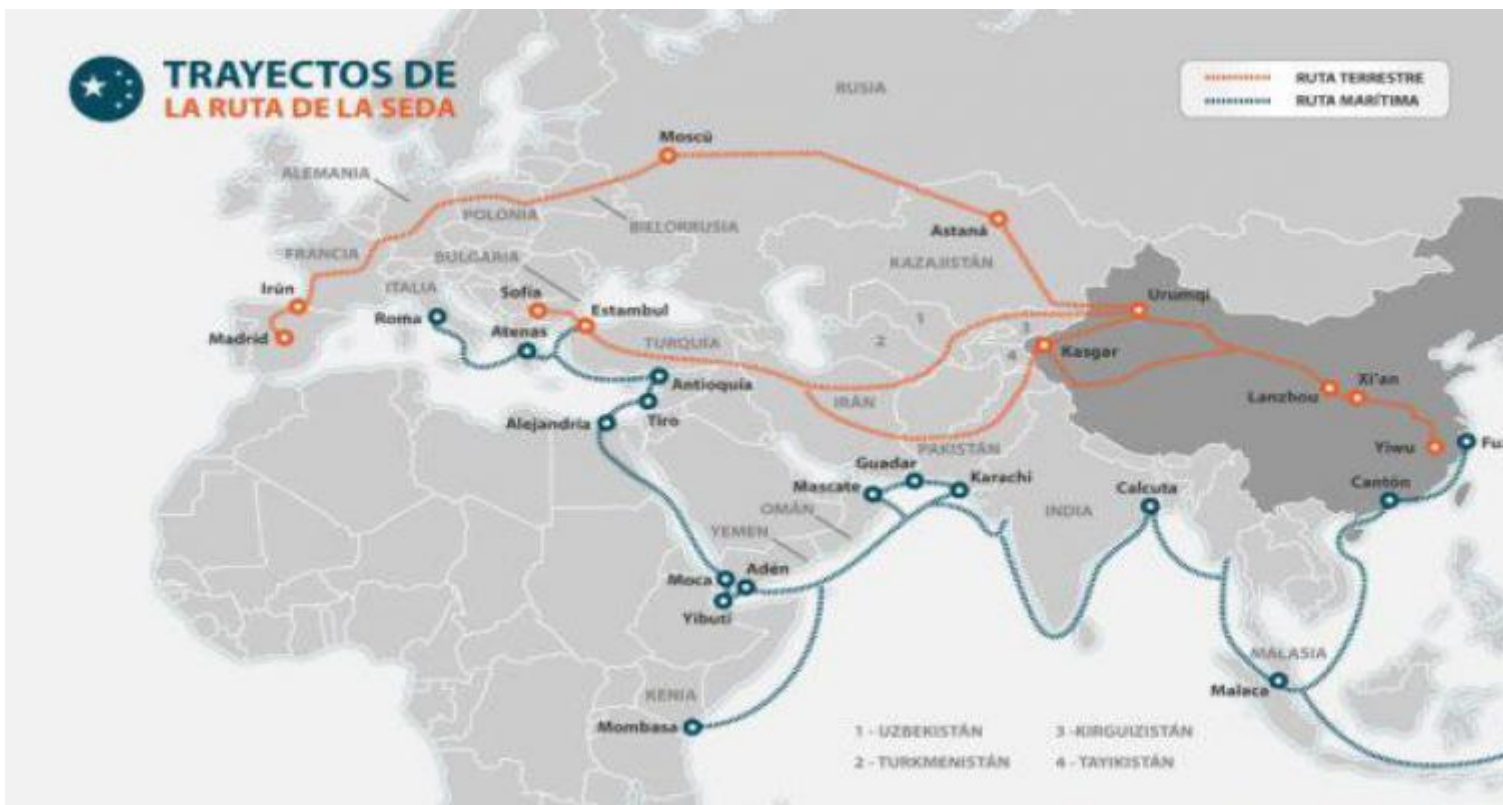 TRAYECTOS DE
LA RUTA DE LA SEDA
RUTA TERRESTRE
RUTA MARÍTIMA
RUSIA
Moscú
ALEMANIA
POLONIA
BIELORRUSIA
Astaná
FRANCIA
BULGARIA
KAZAJISTÁN
Irún
ITALIA
Sofía
Estambul
Urumqi
Roma
Atenas
1
3
Madrid
TURQUÍA
2
4
Kasgar
Antioquía
Xi'an
Lanzhou
IRÁN
Alejandría
Tiro
PAKISTÁN
Yiwu
Fu
Guadar
Mascate
Karachi
Calcuta
Cantón
OMÁN
INDIA
YEMEN
Moca
Adén
Yibuti
MALASIA
Malaca
KENIA
Mombasa
1 - UZBEKISTÁN
3 -KIRGUIZISTÁN
2 - TURKMENISTÁN
4 - TAYIKISTÁN